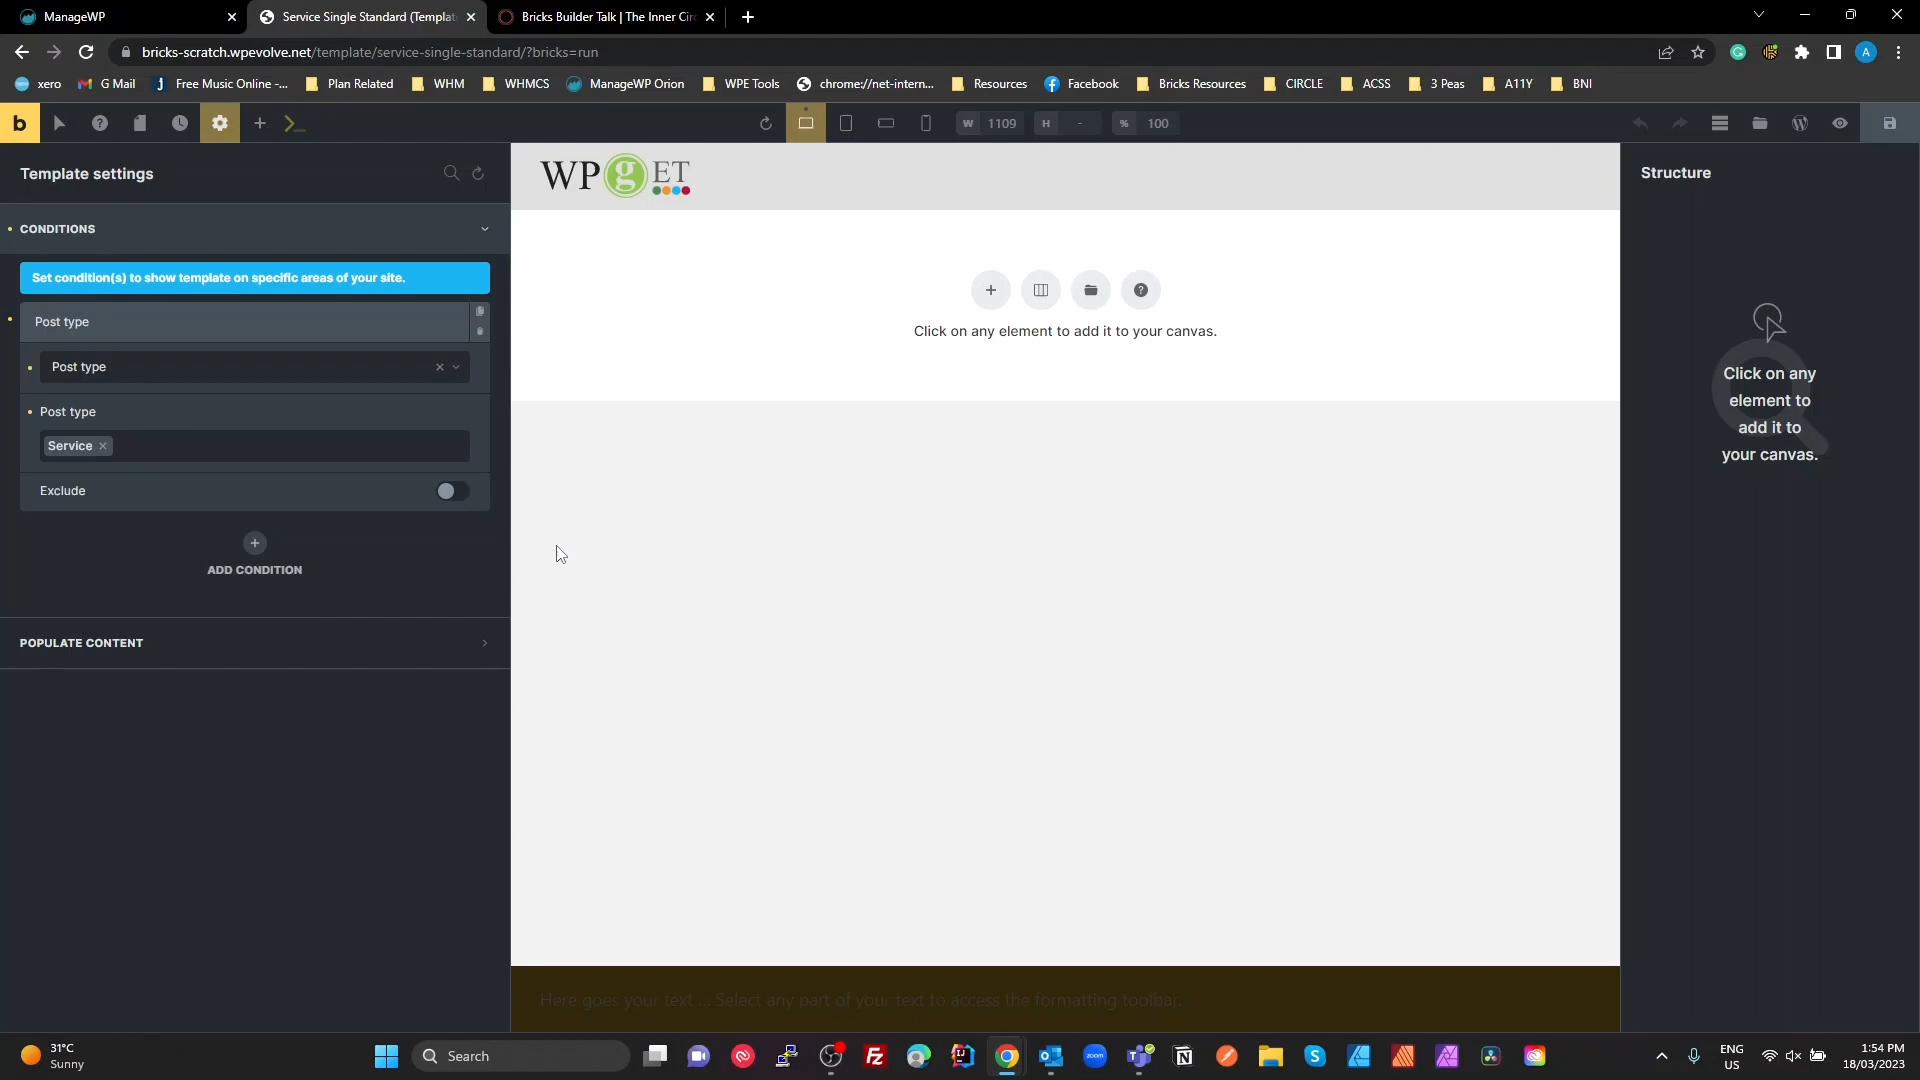 ManageWP
Service Single Standard (Templat
Bricks Builder Talk | The Inner Cir
bricks-scratch.wpevolve.net/template/service-single-standard/?bricks=run
A
xero
G Mail
Free Music Online -...
Plan Related
WHM
WHMCS
ManageWP Orion
WPE Tools
chrome://net-intern...
Resources
Facebook
Bricks Resources
CIRCLE
ACSS
3 Peas
A11Y
BNI
b
W 1109
H -
% 100
Template settings
CONDITIONS
Set condition(s) to show template on specific areas of your site.
Post type
Post type
Post type
Service
Exclude
ADD CONDITION
POPULATE CONTENT
WPgET
Click on any element to add it to your canvas.
Structure
Click on any
element to
add it to
your canvas.
Here goes your text ... Select any part of your text to access the formatting toolbar.
31°C
Sunny
Search
zoom
ENG
US
1:54 PM
18/03/2023